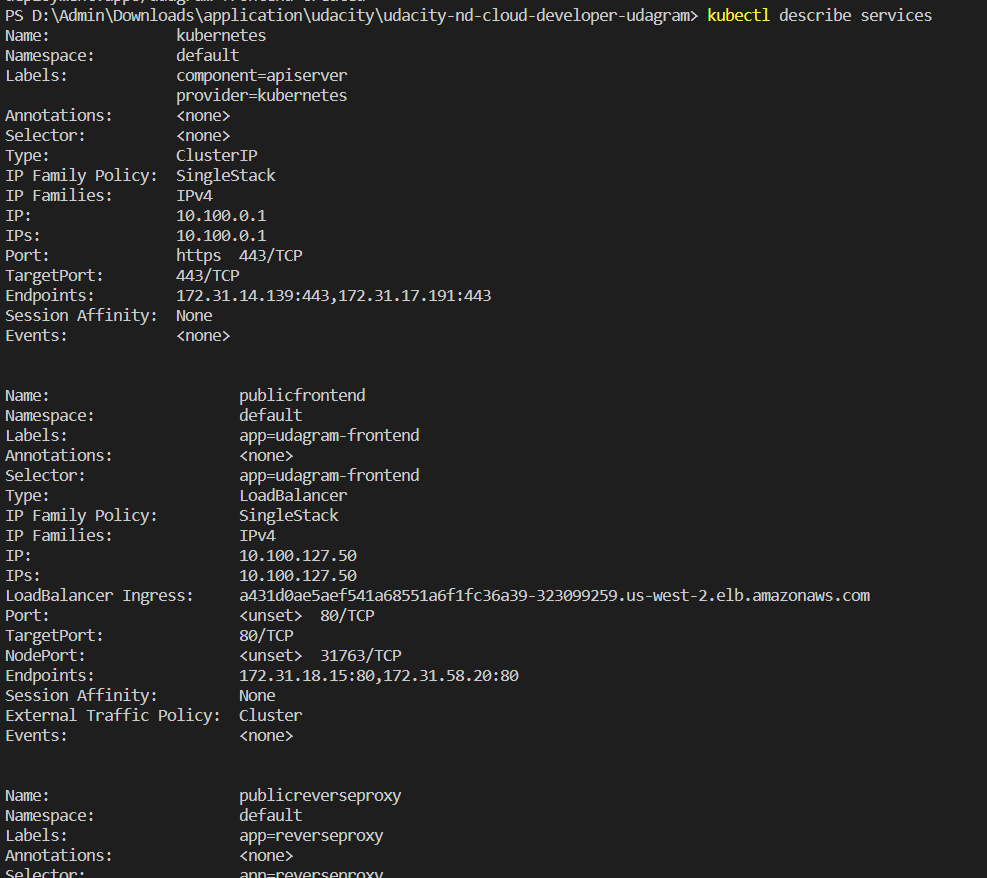 PS D:\Admin\Downloads\application\udacity\udacity-nd-cloud-developer-udagram> kubectl describe services
Name:              kubernetes
Namespace:         default
Labels:            component=apiserver
                   provider=kubernetes
Annotations:       <none>
Selector:          <none>
Type:              ClusterIP
IP Family Policy:  SingleStack
IP Families:       IPv4
IP:                10.100.0.1
IPs:               10.100.0.1
Port:              https  443/TCP
TargetPort:        443/TCP
Endpoints:         172.31.14.139:443,172.31.17.191:443
Session Affinity:  None
Events:            <none>
Name:                     publicfrontend
Namespace:                default
Labels:                   app=udagram-frontend
Annotations:              <none>
Selector:                 app=udagram-frontend
Type:                     LoadBalancer
IP Family Policy:         SingleStack
IP Families:              IPv4
IP:                       10.100.127.50
IPs:                      10.100.127.50
LoadBalancer Ingress:     a431d0ae5aef541a68551a6f1fc36a39-323099259.us-west-2.elb.amazonaws.com
Port:                     <unset>  80/TCP
TargetPort:               80/TCP
NodePort:                 <unset>  31763/TCP
Endpoints:                172.31.18.15:80,172.31.58.20:80
Session Affinity:         None
External Traffic Policy:  Cluster
Events:                   <none>
Name:                     publicreverseproxy
Namespace:                default
Labels:                   app=reverseproxy
Annotations:              <none>
Selector:                 app=reverseproxy